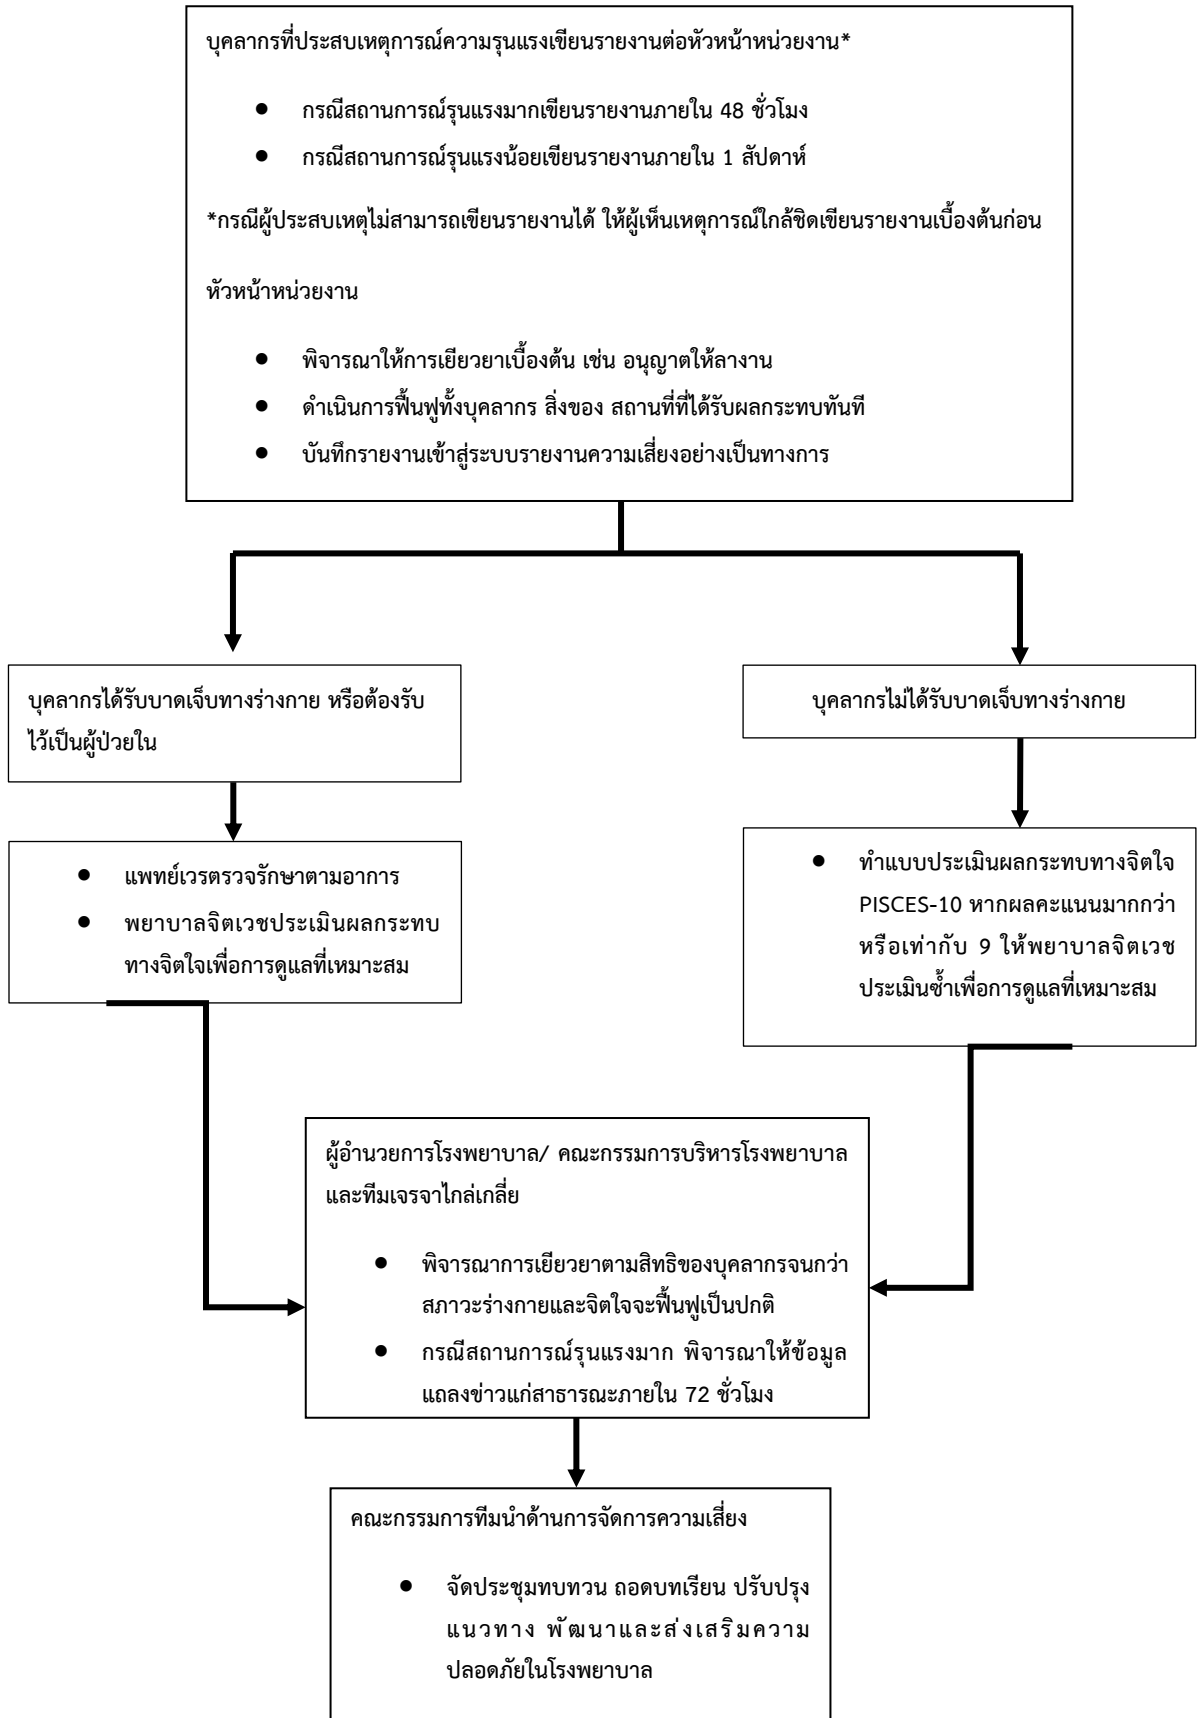 บุคลากรที่ประสบเหตุการณ์ความรุนแรงเขียนรายงานต่อหัวหน้าหน่วยงาน*
● กรณีสถานการณ์รุนแรงมากเขียนรายงานภายใน 48 ชั่วโมง
● กรณีสถานการณ์รุนแรงน้อยเขียนรายงานภายใน 1 สัปดาห์
*กรณีผู้ประสบเหตุไม่สามารถเขียนรายงานได้ ให้ผู้เห็นเหตุการณ์ใกล้ชิดเขียนรายงานเบื้องต้นก่อน
หัวหน้าหน่วยงาน
● พิจารณาให้การเยียวยาเบื้องต้น เช่น อนุญาตให้ลางาน
● ดำเนินการฟื้นฟูทั้งบุคลากร สิ่งของ สถานที่ที่ได้รับผลกระทบทันที
● บันทึกรายงานเข้าสู่ระบบรายงานความเสี่ยงอย่างเป็นทางการ
บุคลากรได้รับบาดเจ็บทางร่างกาย หรือต้องรับ
ไว้เป็นผู้ป่วยใน
● แพทย์เวรตรวจรักษาตามอาการ
● พยาบาลจิตเวชประเมินผลกระทบ
ทางจิตใจเพื่อการดูแลที่เหมาะสม
บุคลากรไม่ได้รับบาดเจ็บทางร่างกาย
● ทำแบบประเมินผลกระทบทางจิตใจ
PISCES-10 หากผลคะแนนมากกว่า
หรือเท่ากับ 9 ให้พยาบาลจิตเวช
ประเมินซ้ำเพื่อการดูแลที่เหมาะสม
ผู้อำนวยการโรงพยาบาล/ คณะกรรมการบริหารโรงพยาบาล
และทีมเจรจาไกล่เกลี่ย
● พิจารณาการเยียวยาตามสิทธิของบุคลากรจนกว่า
สภาวะร่างกายและจิตใจจะฟื้นฟูเป็นปกติ
● กรณีสถานการณ์รุนแรงมาก พิจารณาให้ข้อมูล
แถลงข่าวแก่สาธารณะภายใน 72 ชั่วโมง
คณะกรรมการทีมนำด้านการจัดการความเสี่ยง
● จัดประชุมทบทวน ถอดบทเรียน ปรับปรุง
แนวทาง พัฒนาและส่งเสริมความ
ปลอดภัยในโรงพยาบาล